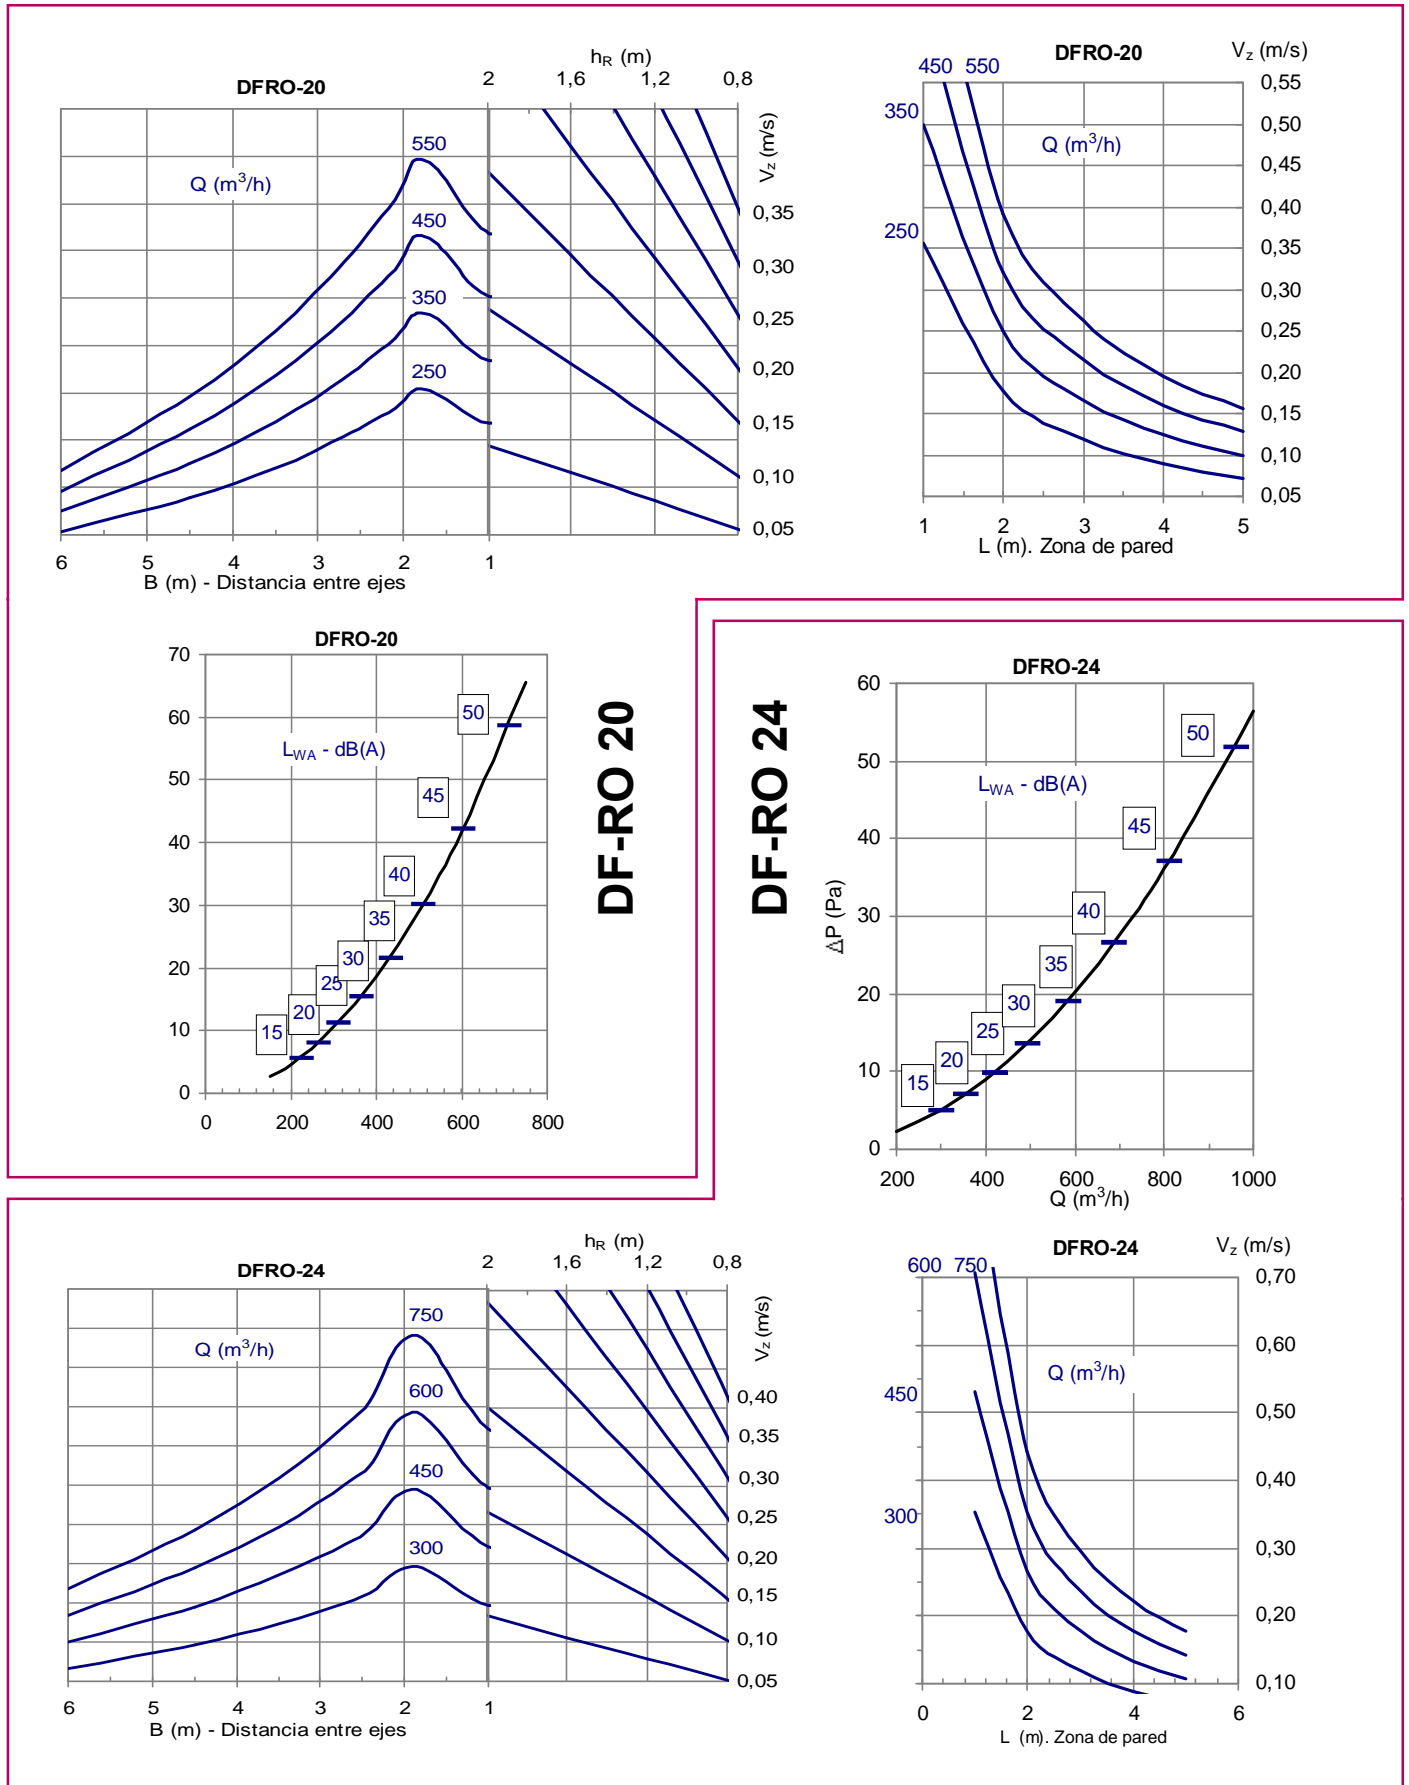 DFRO-20
h_R (m)
2 1,6 1,2 0,8
Q (m³/h)
550
450
350
250
V_z (m/s)
0,35
0,30
0,25
0,20
0,15
0,10
0,05
6 5 4 3 2 1
B (m) - Distancia entre ejes
DFRO-20
V_z (m/s)
450 550
350
250
Q (m³/h)
0,55
0,50
0,45
0,40
0,35
0,30
0,25
0,20
0,15
0,10
0,05
1 2 3 4 5
L (m). Zona de pared
DFRO-20
70
60
50
40
30
20
10
0
L_WA - dB(A)
50
45
40
35
30
25
20
15
0 200 400 600 800
DF-RO 20
DF-RO 24
DFRO-24
ΔP (Pa)
60
50
40
30
20
10
0
L_WA - dB(A)
50
45
40
35
30
25
20
15
200 400 600 800 1000
Q (m³/h)
DFRO-24
h_R (m)
2 1,6 1,2 0,8
Q (m³/h)
750
600
450
300
V_z (m/s)
0,40
0,35
0,30
0,25
0,20
0,15
0,10
0,05
6 5 4 3 2 1
B (m) - Distancia entre ejes
DFRO-24
V_z (m/s)
600 750
450
300
Q (m³/h)
0,70
0,60
0,50
0,40
0,30
0,20
0,10
0 2 4 6
L (m). Zona de pared